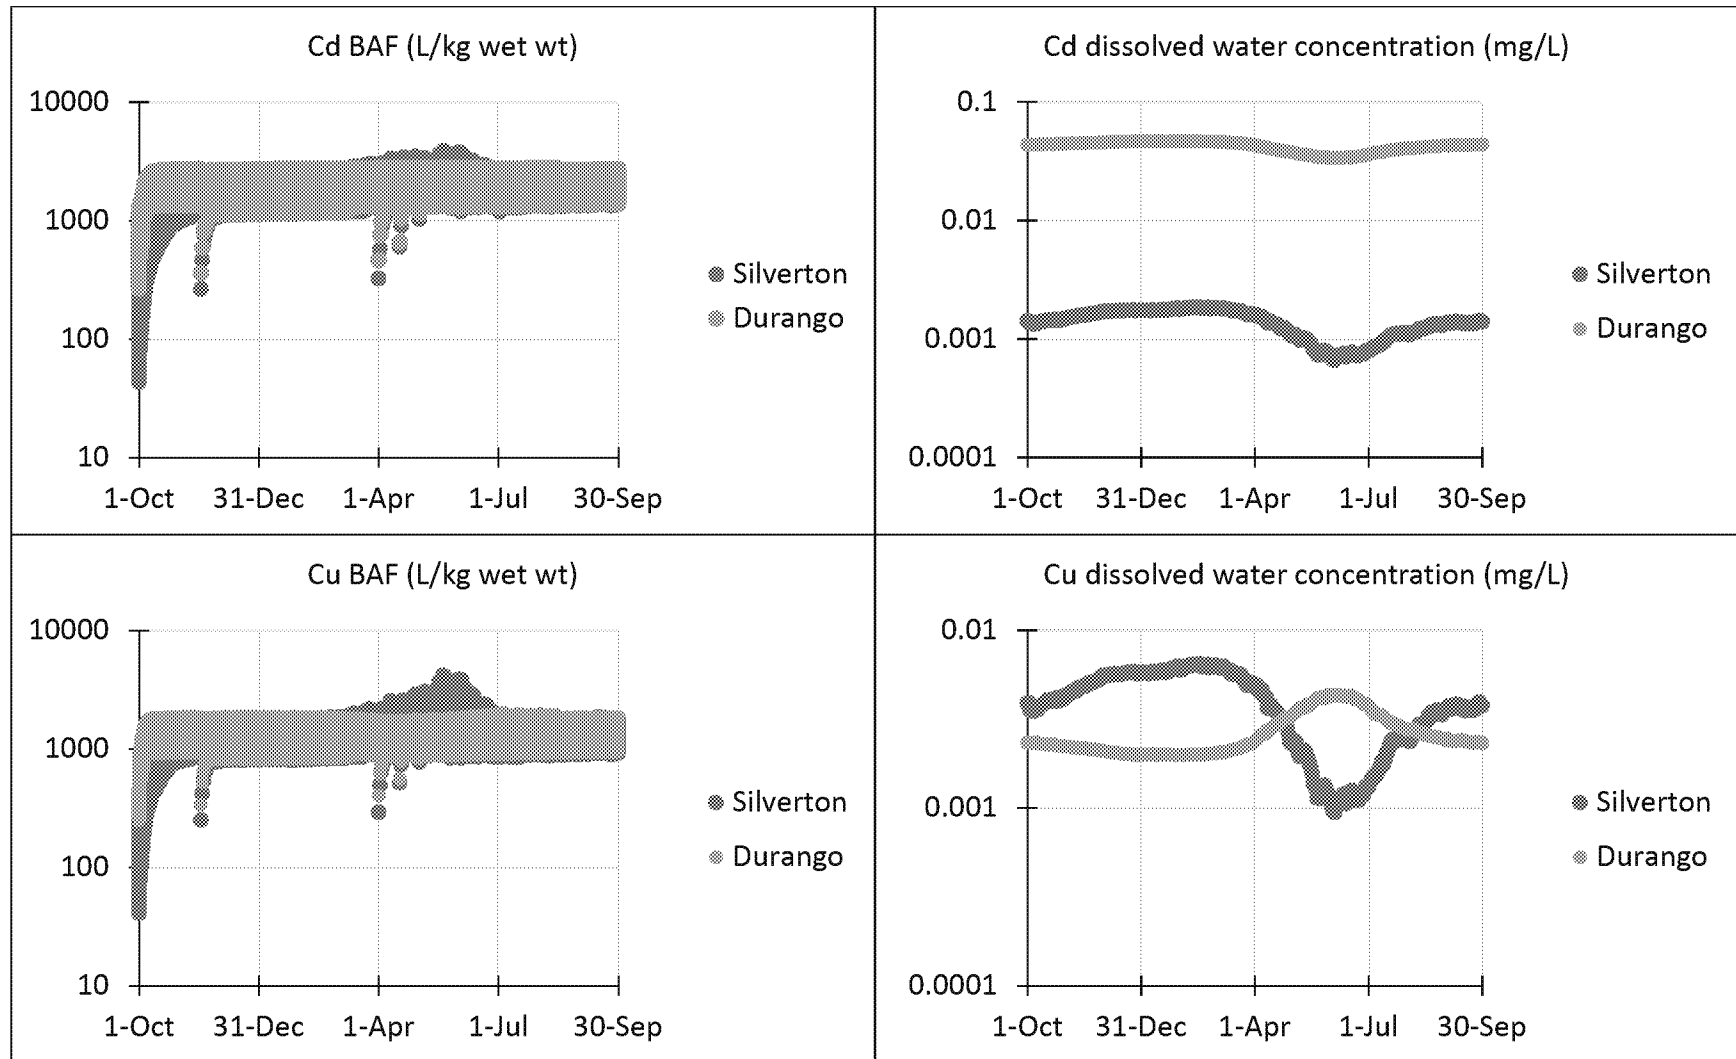 Cd BAF (L/kg wet wt)
10000
1000
100
10
1-Oct 31-Dec 1-Apr 1-Jul 30-Sep
Silverton
Durango
Cd dissolved water concentration (mg/L)
0.1
0.01
0.001
0.0001
1-Oct 31-Dec 1-Apr 1-Jul 30-Sep
Silverton
Durango
Cu BAF (L/kg wet wt)
10000
1000
100
10
1-Oct 31-Dec 1-Apr 1-Jul 30-Sep
Silverton
Durango
Cu dissolved water concentration (mg/L)
0.01
0.001
0.0001
1-Oct 31-Dec 1-Apr 1-Jul 30-Sep
Silverton
Durango